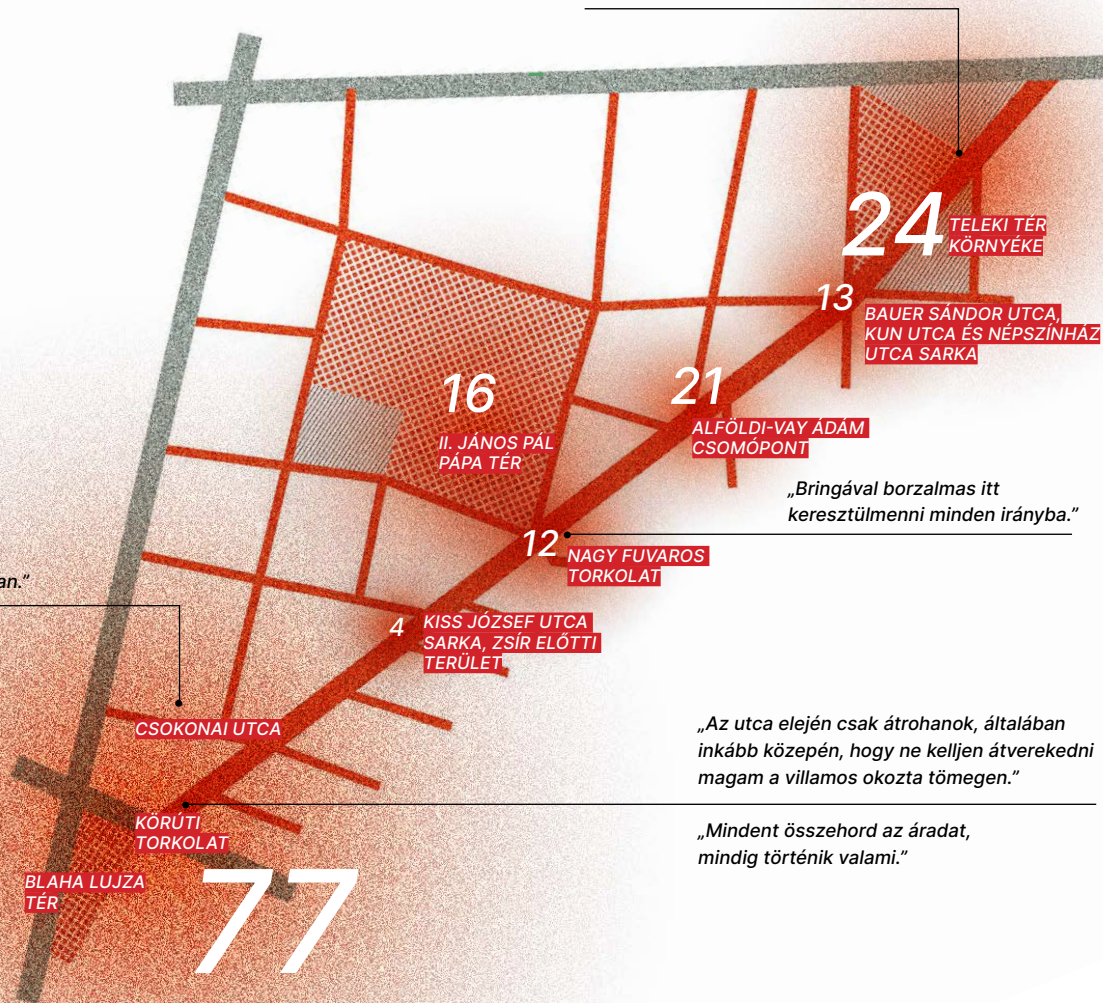 24
TELEKI TÉR
KÖRNYÉKE
13
BAUER SÁNDOR UTCA,
KUN UTCA ÉS NÉPSZÍNHÁZ
UTCA SARKA
21
ALFÖLDI-VAY ÁDÁM
CSOMÓPONT
16
II. JÁNOS PÁL
PÁPA TÉR
„Bringával borzalmas itt
keresztülmenni minden irányba.”
12
NAGY FUVAROS
TORKOLAT
an.”
4
KISS JÓZSEF UTCA
SARKA, ZSÍR ELŐTTI
TERÜLET
CSOKONAI UTCA
„Az utca elején csak átrohanok, általában
inkább közepén, hogy ne kelljen átverekedni
magam a villamos okozta tömegen.”
KÖRÚTI
TORKOLAT
„Mindent összehord az áradat,
mindig történik valami.”
BLAHA LUJZA
TÉR
77